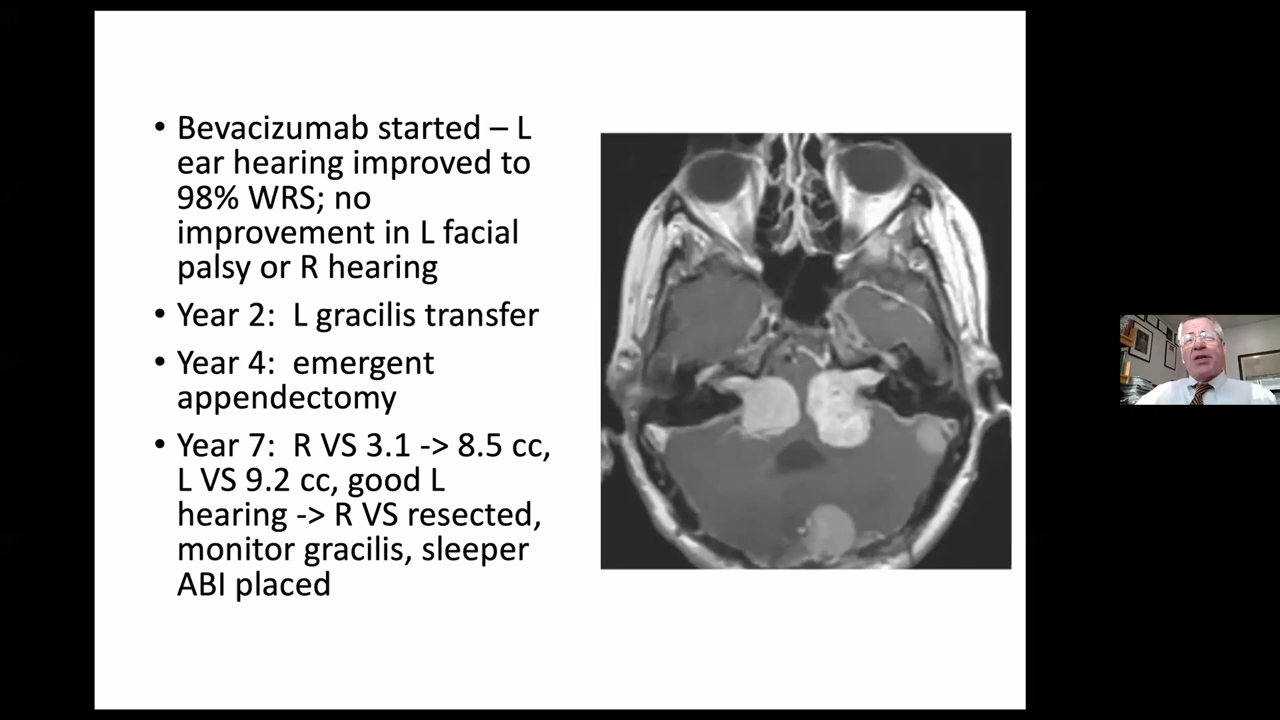 • Bevacizumab started – L
ear hearing improved to
98% WRS; no
improvement in L facial
palsy or R hearing
• Year 2:  L gracilis transfer
• Year 4:  emergent
appendectomy
• Year 7:  R VS 3.1 -> 8.5 cc,
L VS 9.2 cc, good L
hearing -> R VS resected,
monitor gracilis, sleeper
ABI placed